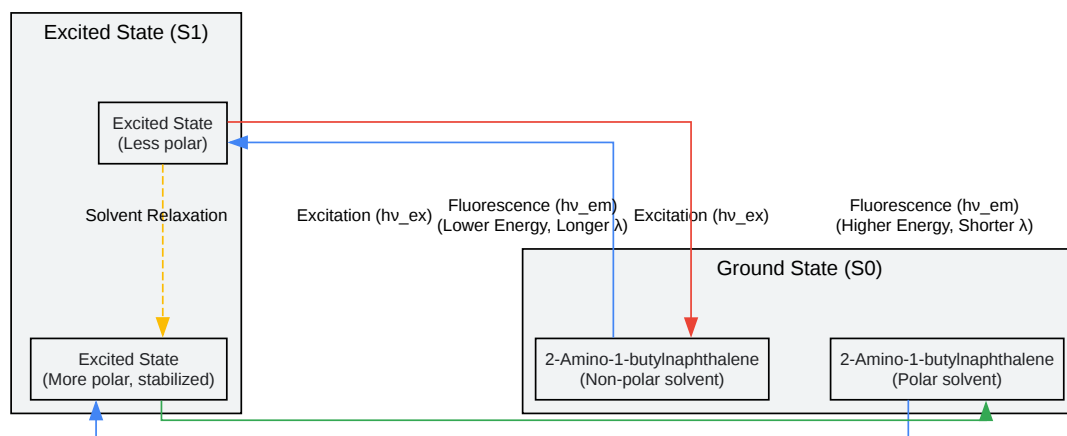 Excited State (S1)
Excited State
(Less polar)
Solvent Relaxation
Excitation (hν_ex)
Fluorescence (hν_em)
(Lower Energy, Longer λ)
Excitation (hν_ex)
Fluorescence (hν_em)
(Higher Energy, Shorter λ)
Ground State (S0)
Excited State
(More polar, stabilized)
2-Amino-1-butylnaphthalene
(Non-polar solvent)
2-Amino-1-butylnaphthalene
(Polar solvent)